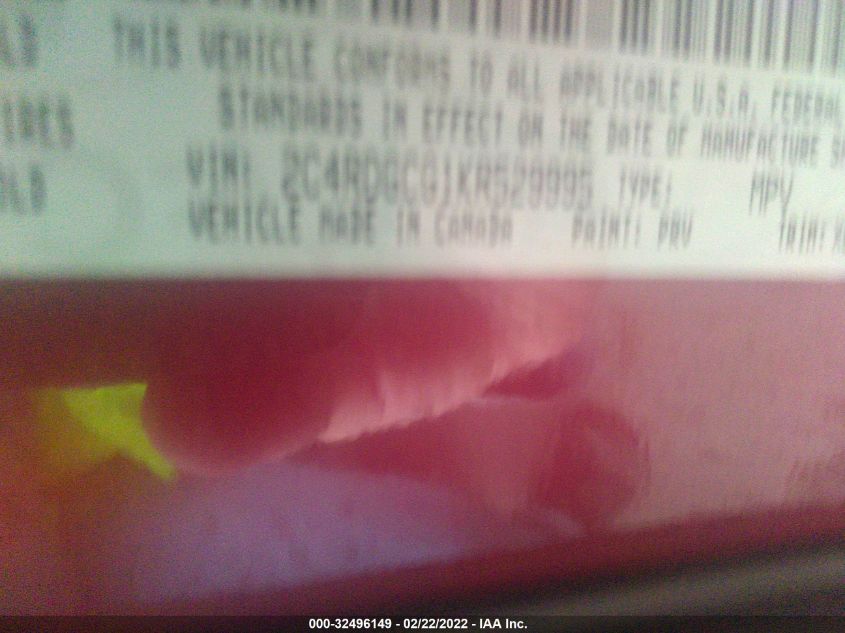 THIS VEHICLE CONFORMS TO ALL APPLICABLE U.S.A. FEDERAL
STANDARDS IN EFFECT ON THE DATE OF MANUFACTURE
VIN: 2C4RDGCG1KR529995 TYPE: MPV
VEHICLE MADE IN CANADA PAINT: PRV TRIM:
000-32496149 - 02/22/2022 - IAA Inc.